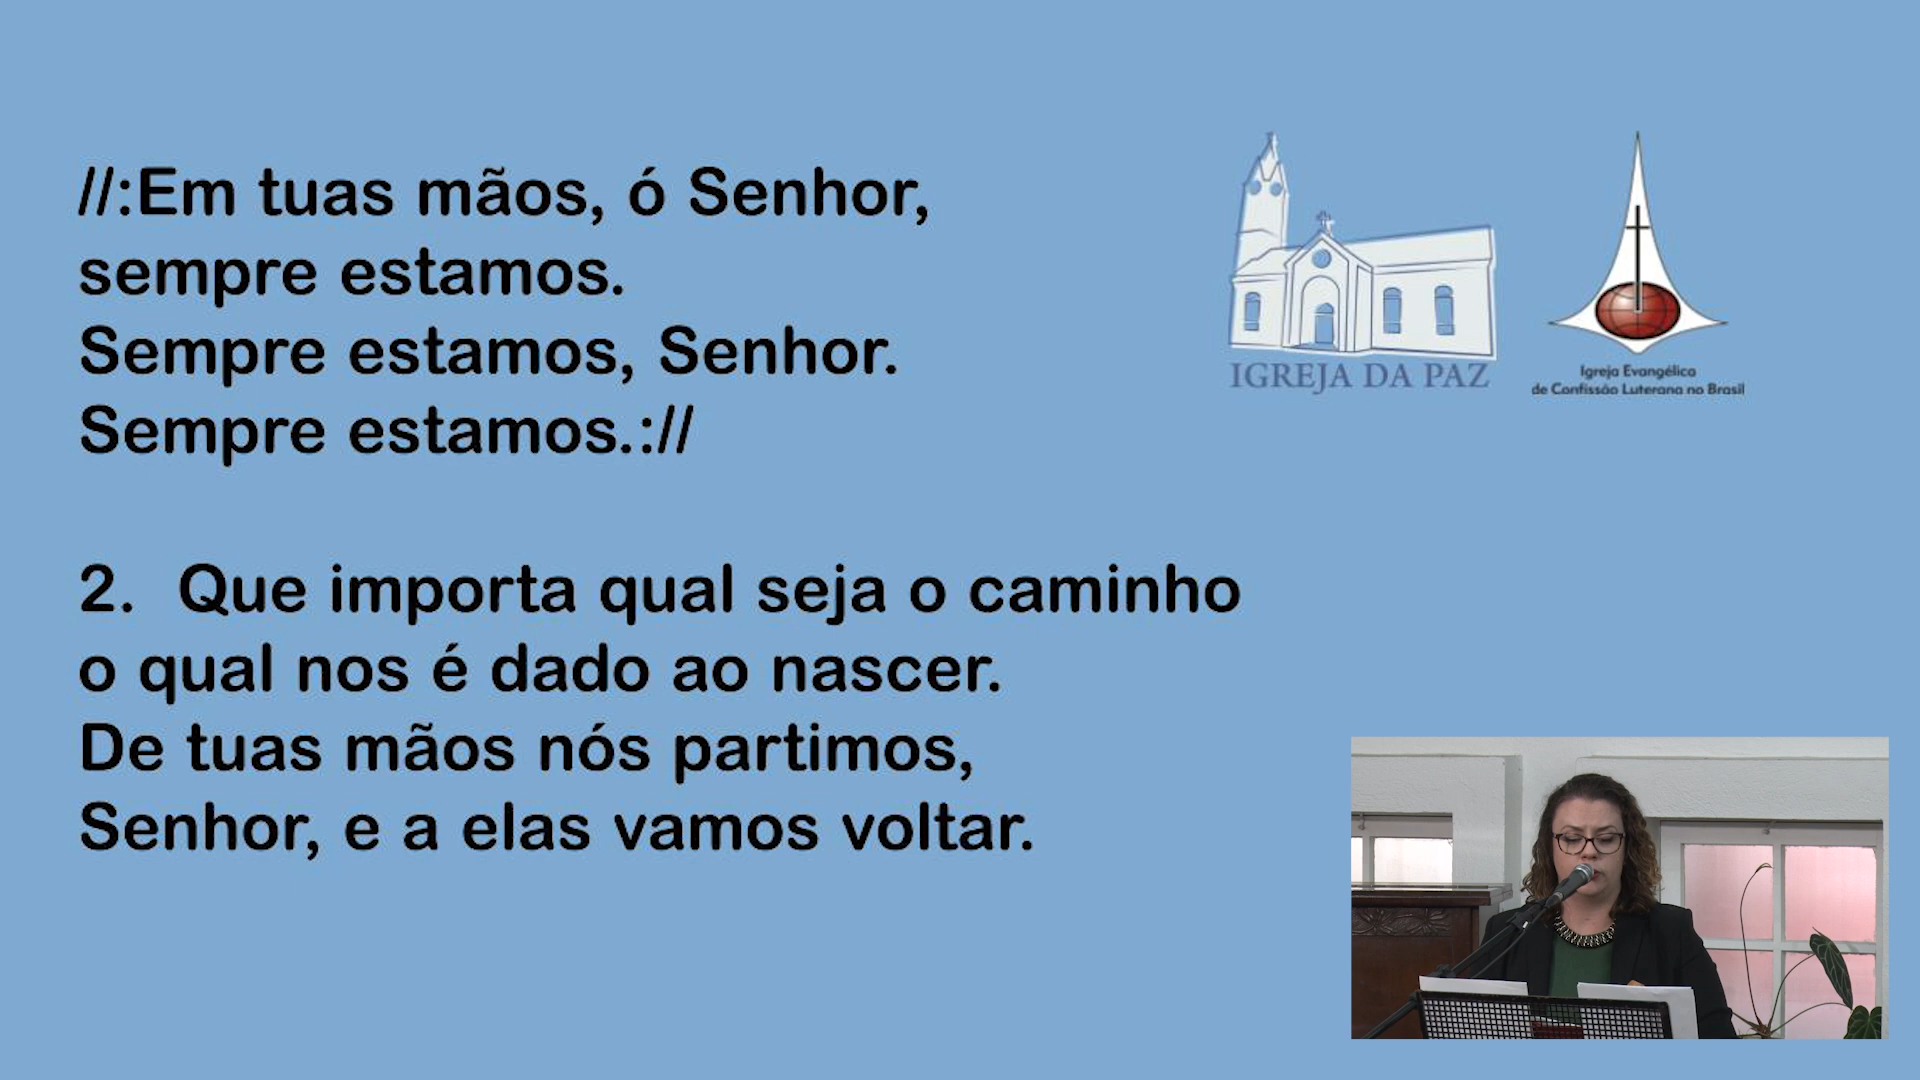 //:Em tuas mãos, ó Senhor,
sempre estamos.
Sempre estamos, Senhor.
Sempre estamos.://
2. Que importa qual seja o caminho
o qual nos é dado ao nascer.
De tuas mãos nós partimos,
Senhor, e a elas vamos voltar.
IGREJA DA PAZ
Igreja Evangélica
de Confissão Luterana no Brasil